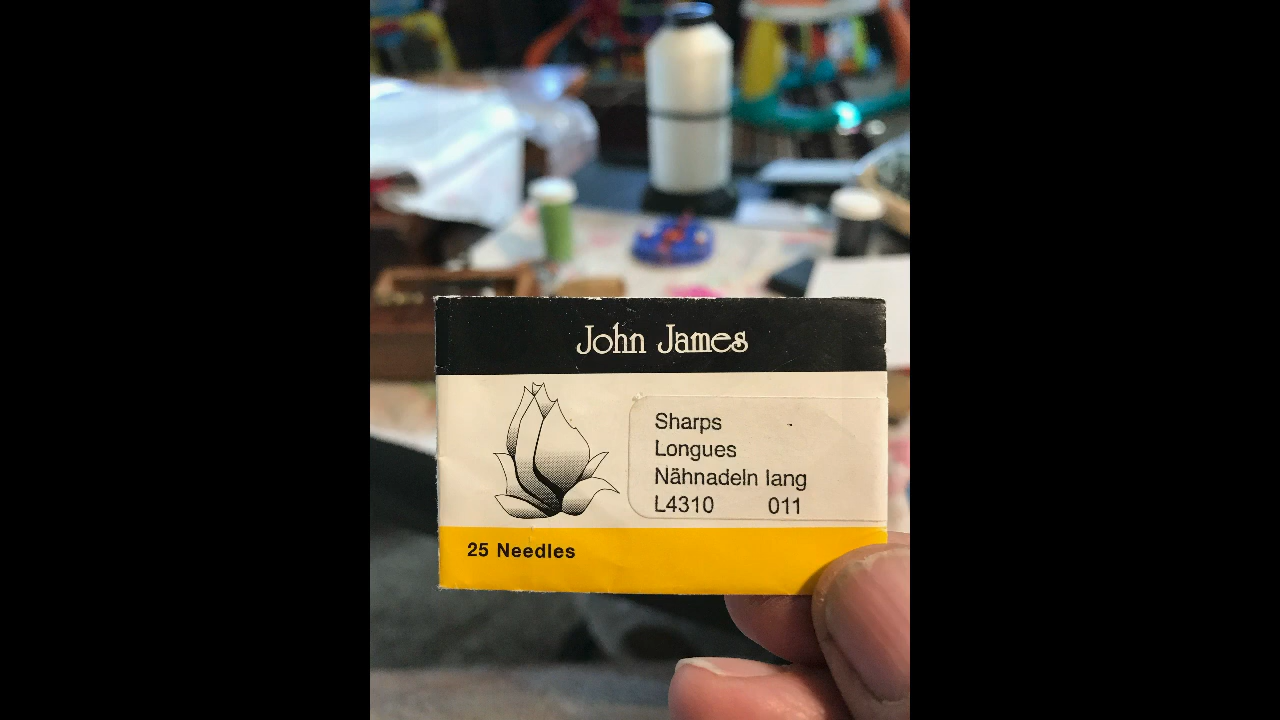 John James
Sharps
Longues
Nähnadeln lang
L4310 011
25 Needles